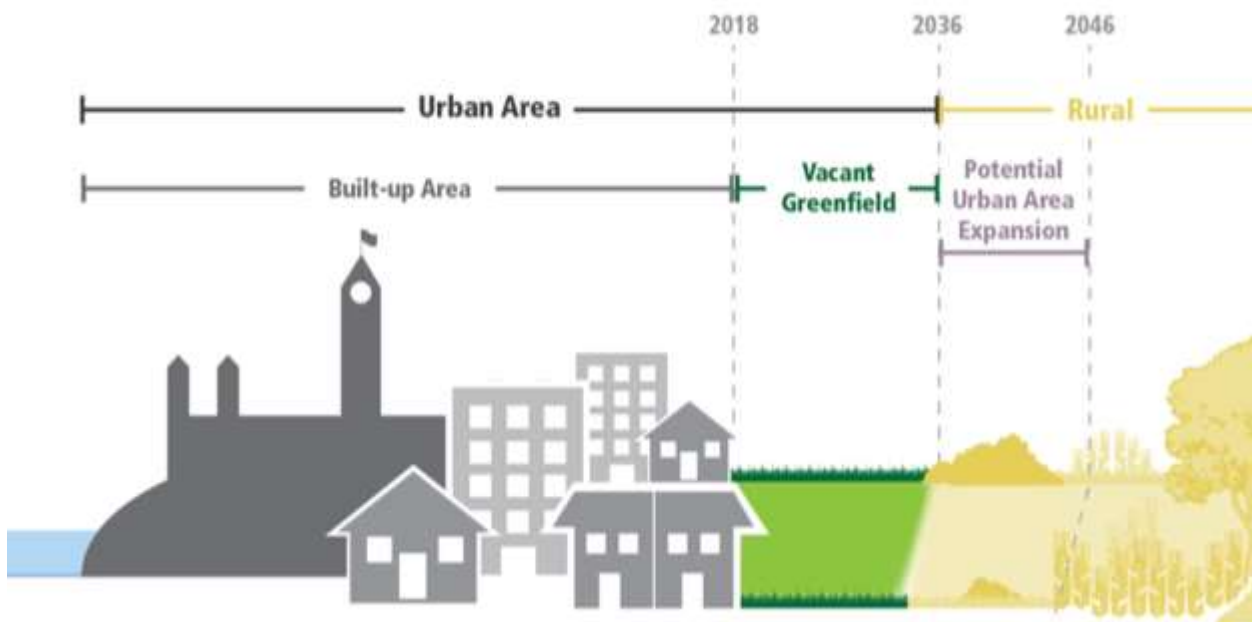 2018
2036
2046
Urban Area
Rural
Built-up Area
Vacant
Greenfield
Potential
Urban Area
Expansion